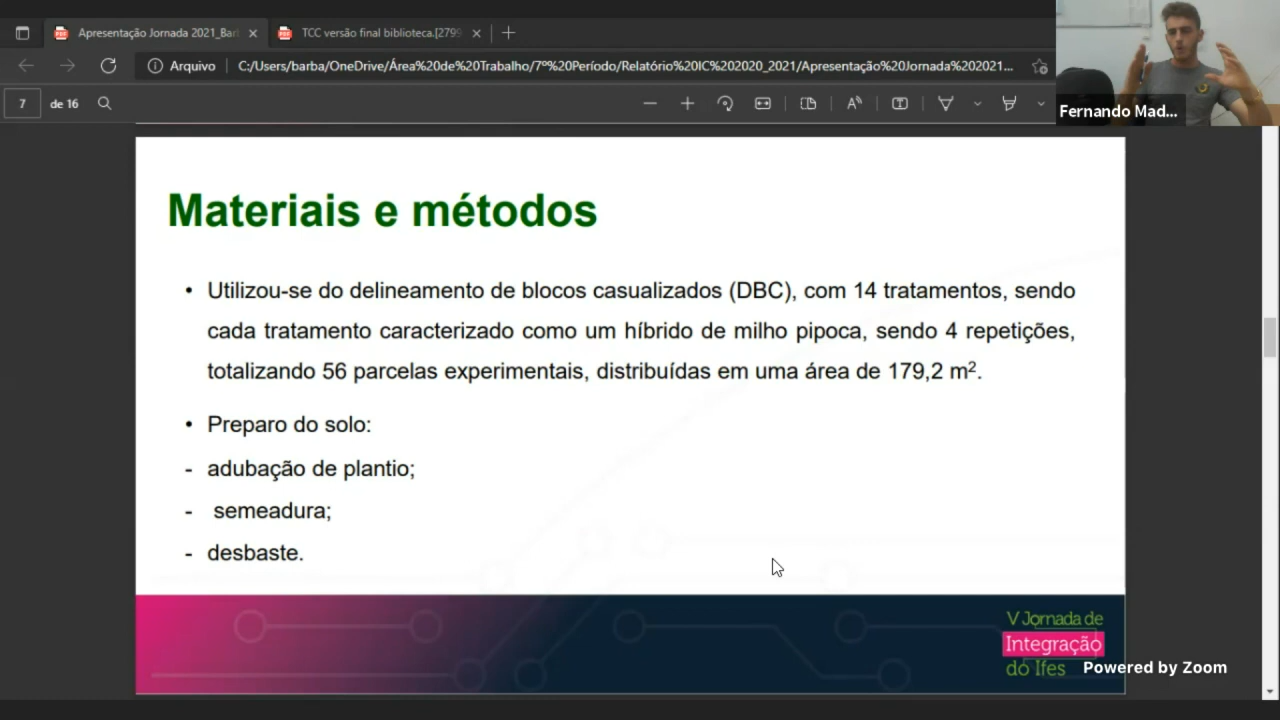 Apresentação Jornada 2021_Bar
TCC versão final biblioteca.[279
Arquivo
C:/Users/barba/OneDrive/Área%20de%20Trabalho/7º%20Período/Relatório%20IC%202020_2021/Apresentação%20Jornada%202021...
7 de 16
Fernando Mad...
Materiais e métodos
• Utilizou-se do delineamento de blocos casualizados (DBC), com 14 tratamentos, sendo
cada tratamento caracterizado como um híbrido de milho pipoca, sendo 4 repetições,
totalizando 56 parcelas experimentais, distribuídas em uma área de 179,2 m².
• Preparo do solo:
- adubação de plantio;
- semeadura;
- desbaste.
V Jornada de
Integração
do Ifes
Powered by Zoom